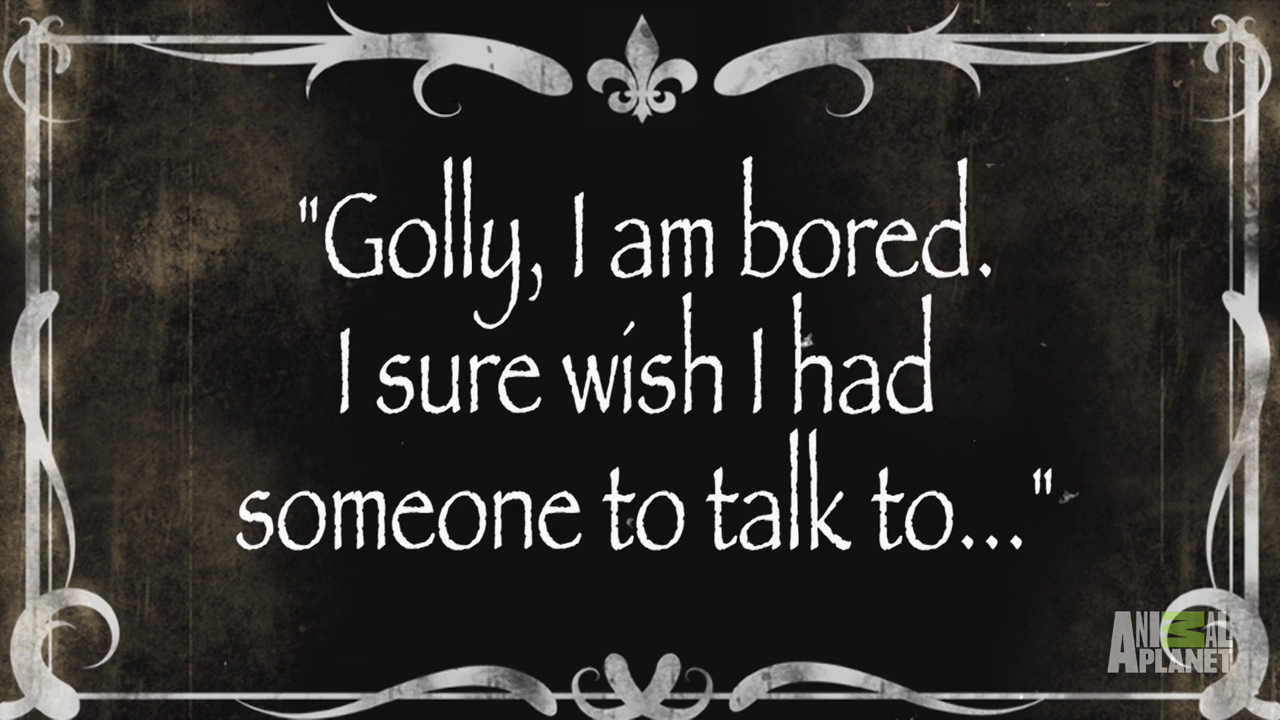 "Golly, I am bored.
I sure wish I had
someone to talk to..."
ANIMAL
PLANET